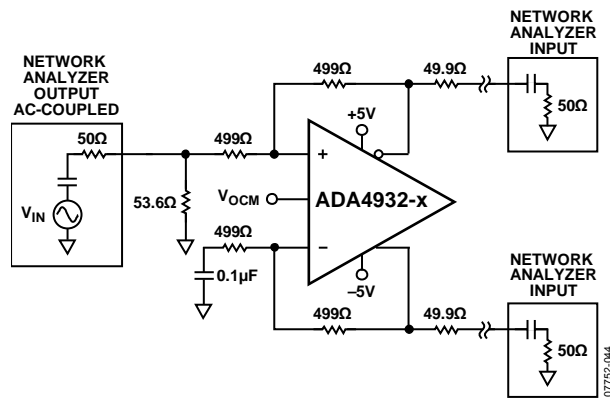 NETWORK
ANALYZER
OUTPUT
AC-COUPLED
50Ω
VIN
53.6Ω
499Ω
499Ω
49.9Ω
NETWORK
ANALYZER
INPUT
50Ω
+5V
+
VOCM
ADA4932-x
499Ω
–
0.1µF
–5V
499Ω
49.9Ω
NETWORK
ANALYZER
INPUT
50Ω
07752-044